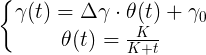 γ(t) = Δγ · θ(t) + γ₀
θ(t) = K/(K+t)